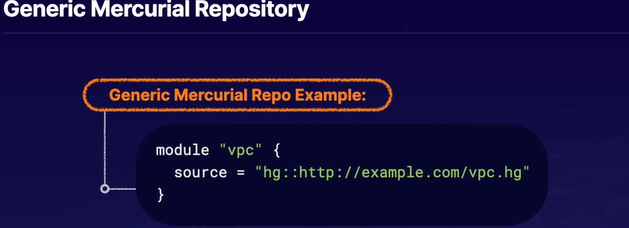 Generic Mercurial Repository
Generic Mercurial Repo Example:
module "vpc" {
  source = "hg::http://example.com/vpc.hg"
}